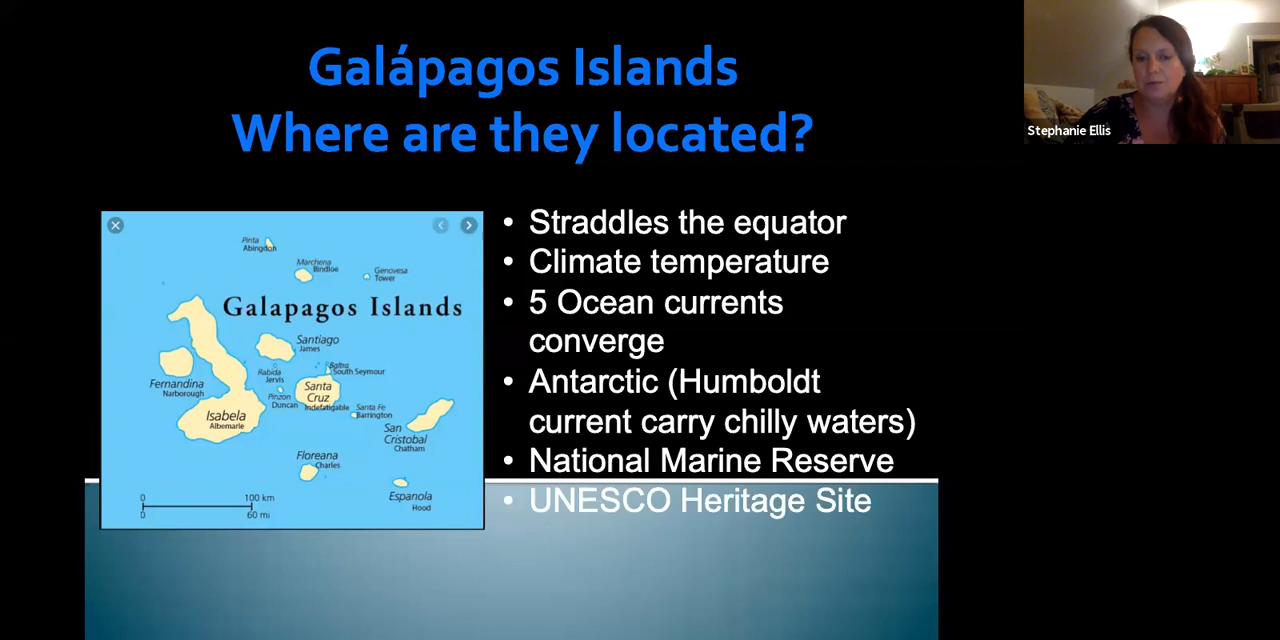 Galápagos Islands
Where are they located?
Stephanie Ellis
Pinta
Abingdon
Marchena
Bindloe
Genovesa
Tower
Galapagos Islands
Santiago
James
Rabida
Jervis
Baltra
South Seymour
Fernandina
Narborough
Pinzon
Duncan
Santa
Cruz
Indefatigable
Santa Fe
Barrington
Isabela
Albemarle
San
Cristobal
Chatham
Floreana
Charles
Espanola
Hood
0 100 km
0 60 mi
• Straddles the equator
• Climate temperature
• 5 Ocean currents
converge
• Antarctic (Humboldt
current carry chilly waters)
• National Marine Reserve
• UNESCO Heritage Site